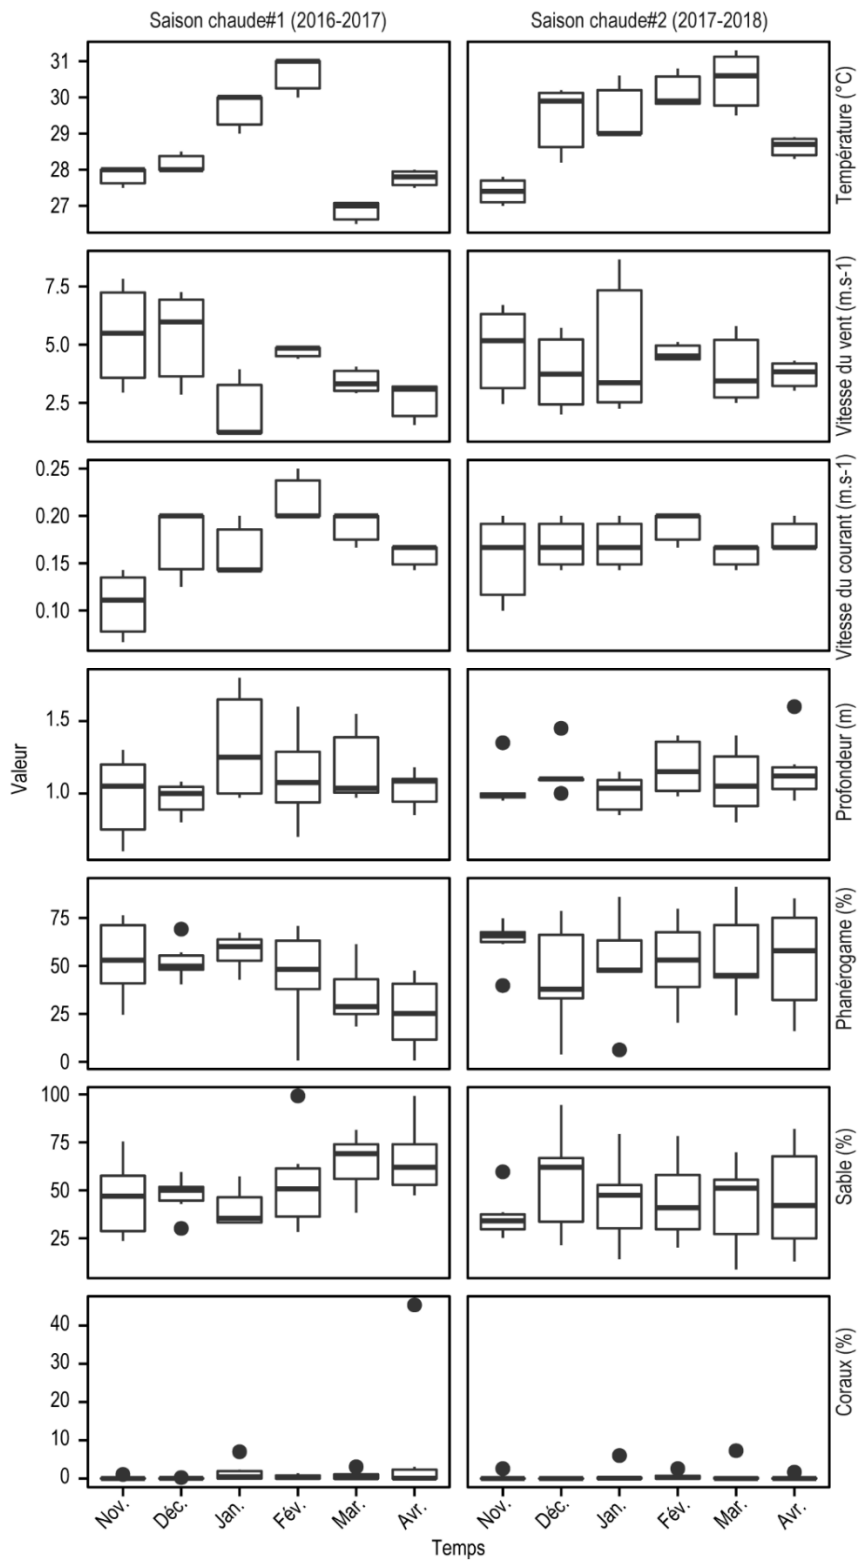 Saison chaude#1 (2016-2017)
Saison chaude#2 (2017-2018)
31
30
29
28
27
Température (°C)
7.5
5.0
2.5
Vitesse du vent (m.s-1)
0.25
0.20
0.15
0.10
Vitesse du courant (m.s-1)
1.5
1.0
Profondeur (m)
Valeur
75
50
25
0
Phanérogame (%)
100
75
50
25
Sable (%)
40
30
20
10
0
Coraux (%)
Nov. Déc. Jan. Fév. Mar. Avr.
Nov. Déc. Jan. Fév. Mar. Avr.
Temps